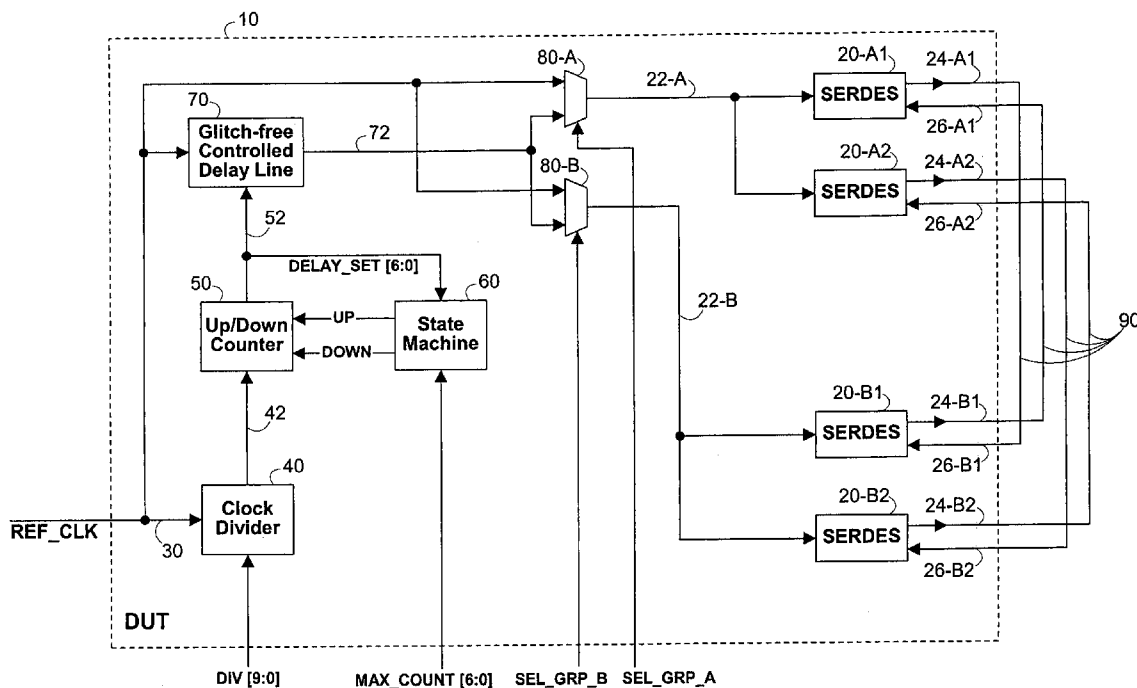 10
80-A
20-A1
24-A1
22-A
SERDES
26-A1
70
Glitch-free
Controlled
Delay Line
72
80-B
20-A2
24-A2
SERDES
26-A2
52
DELAY_SET [6:0]
50
60
Up/Down
Counter
UP
DOWN
State
Machine
22-B
90
42
20-B1
24-B1
SERDES
26-B1
40
Clock
Divider
REF_CLK
30
20-B2
24-B2
SERDES
26-B2
DUT
DIV [9:0]
MAX_COUNT [6:0]
SEL_GRP_B
SEL_GRP_A